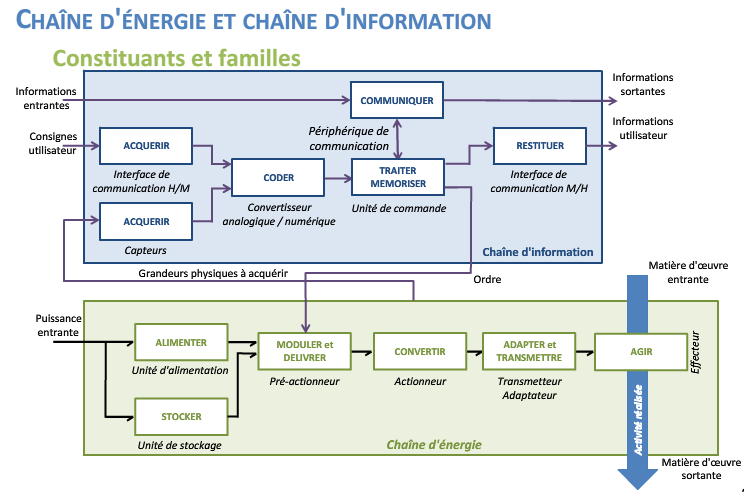 CHAÎNE D'ÉNERGIE ET CHAÎNE D'INFORMATION
Constituants et familles
Informations
entrantes
COMMUNIQUER
Informations
sortantes
Consignes
utilisateur
ACQUERIR
Interface de
communication H/M
Périphérique de
communication
RESTITUER
Interface de
communication M/H
Informations
utilisateur
CODER
Convertisseur
analogique / numérique
TRAITER
MEMORISER
Unité de commande
ACQUERIR
Capteurs
Chaîne d'information
Grandeurs physiques à acquérir
Ordre
Matière d'œuvre
entrante
Puissance
entrante
ALIMENTER
Unité d'alimentation
MODULER et
DELIVRER
Pré-actionneur
CONVERTIR
Actionneur
ADAPTER et
TRANSMETTRE
Transmetteur
Adaptateur
AGIR
Effecteur
STOCKER
Unité de stockage
Chaîne d'énergie
Activité réalisée
Matière d'œuvre
sortante